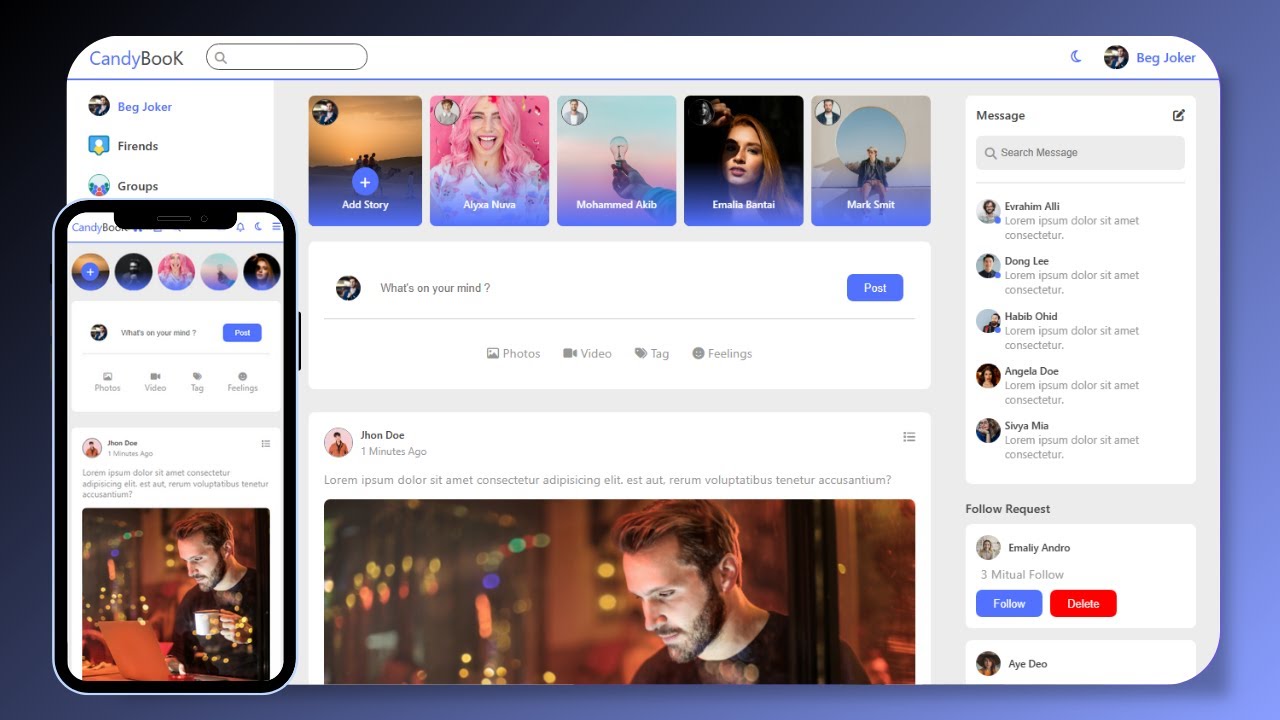 CandyBooK
Beg Joker
Beg Joker
Firends
Groups
Add Story
Alyxa Nuva
Mohammed Akib
Emalia Bantai
Mark Smit
What's on your mind ?
Post
Photos
Video
Tag
Feelings
Jhon Doe
1 Minutes Ago
Lorem ipsum dolor sit amet consectetur adipisicing elit. est aut, rerum voluptatibus tenetur accusantium?
Message
Search Message
Evrahim Alli
Lorem ipsum dolor sit amet
consectetur.
Dong Lee
Lorem ipsum dolor sit amet
consectetur.
Habib Ohid
Lorem ipsum dolor sit amet
consectetur.
Angela Doe
Lorem ipsum dolor sit amet
consectetur.
Sivya Mia
Lorem ipsum dolor sit amet
consectetur.
Follow Request
Emaliy Andro
3 Mitual Follow
Follow
Delete
Aye Deo
CandyBooK
What's on your mind ?
Post
Photos
Video
Tag
Feelings
Jhon Doe
1 Minutes Ago
Lorem ipsum dolor sit amet consectetur
adipisicing elit. est aut, rerum voluptatibus tenetur
accusantium?